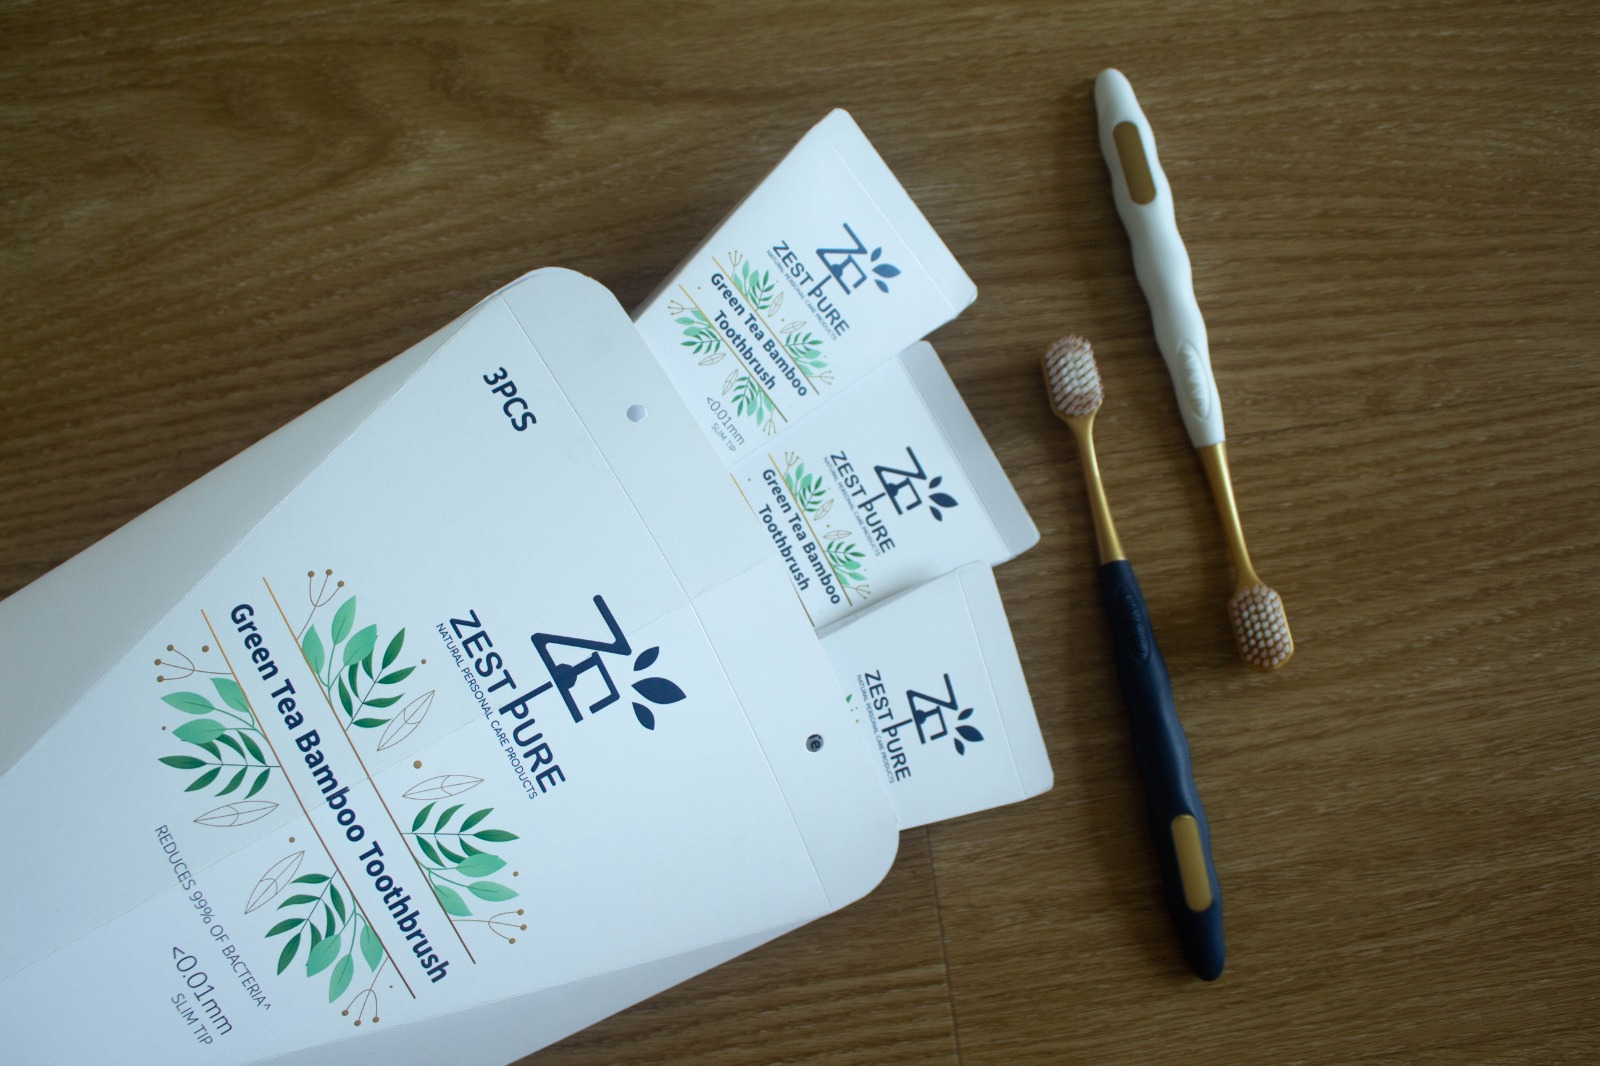 3PCS
ZEST PURE
NATURAL PERSONAL CARE PRODUCTS
Green Tea Bamboo Toothbrush
REDUCES 99% OF BACTERIA^
<0.01mm
SLIM TIP
ZEST PURE
NATURAL PERSONAL CARE PRODUCTS
Green Tea Bamboo
Toothbrush
<0.01mm
SLIM TIP
ZEST PURE
NATURAL PERSONAL CARE PRODUCTS
Green Tea Bamboo
Toothbrush
ZEST PURE
NATURAL PERSONAL CARE PRODUCTS